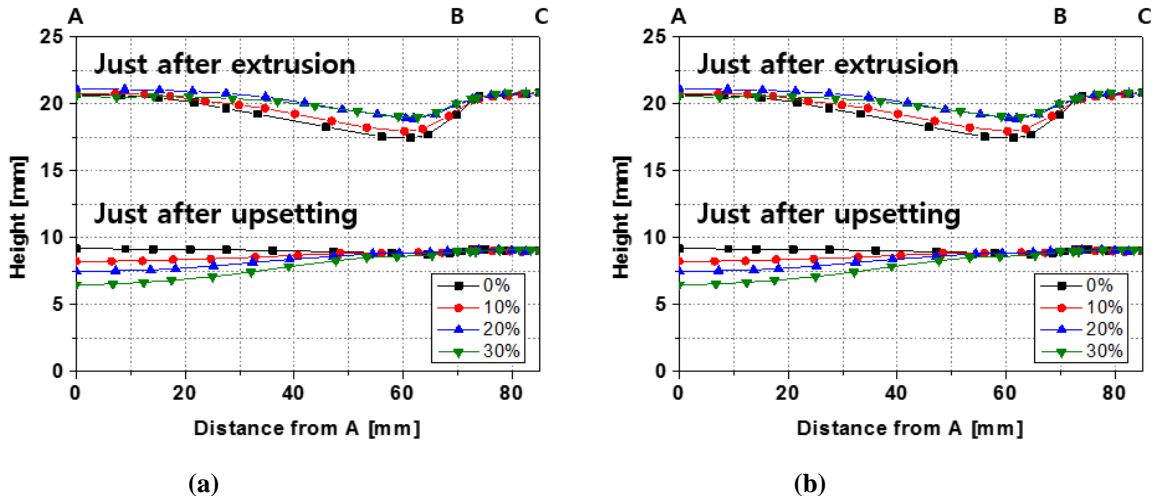 A B C
25
20
15
10
5
0
Height [mm]
Just after extrusion
Just after upsetting
0%
10%
20%
30%
0 20 40 60 80
Distance from A [mm]
(a)
A B C
25
20
15
10
5
0
Height [mm]
Just after extrusion
Just after upsetting
0%
10%
20%
30%
0 20 40 60 80
Distance from A [mm]
(b)